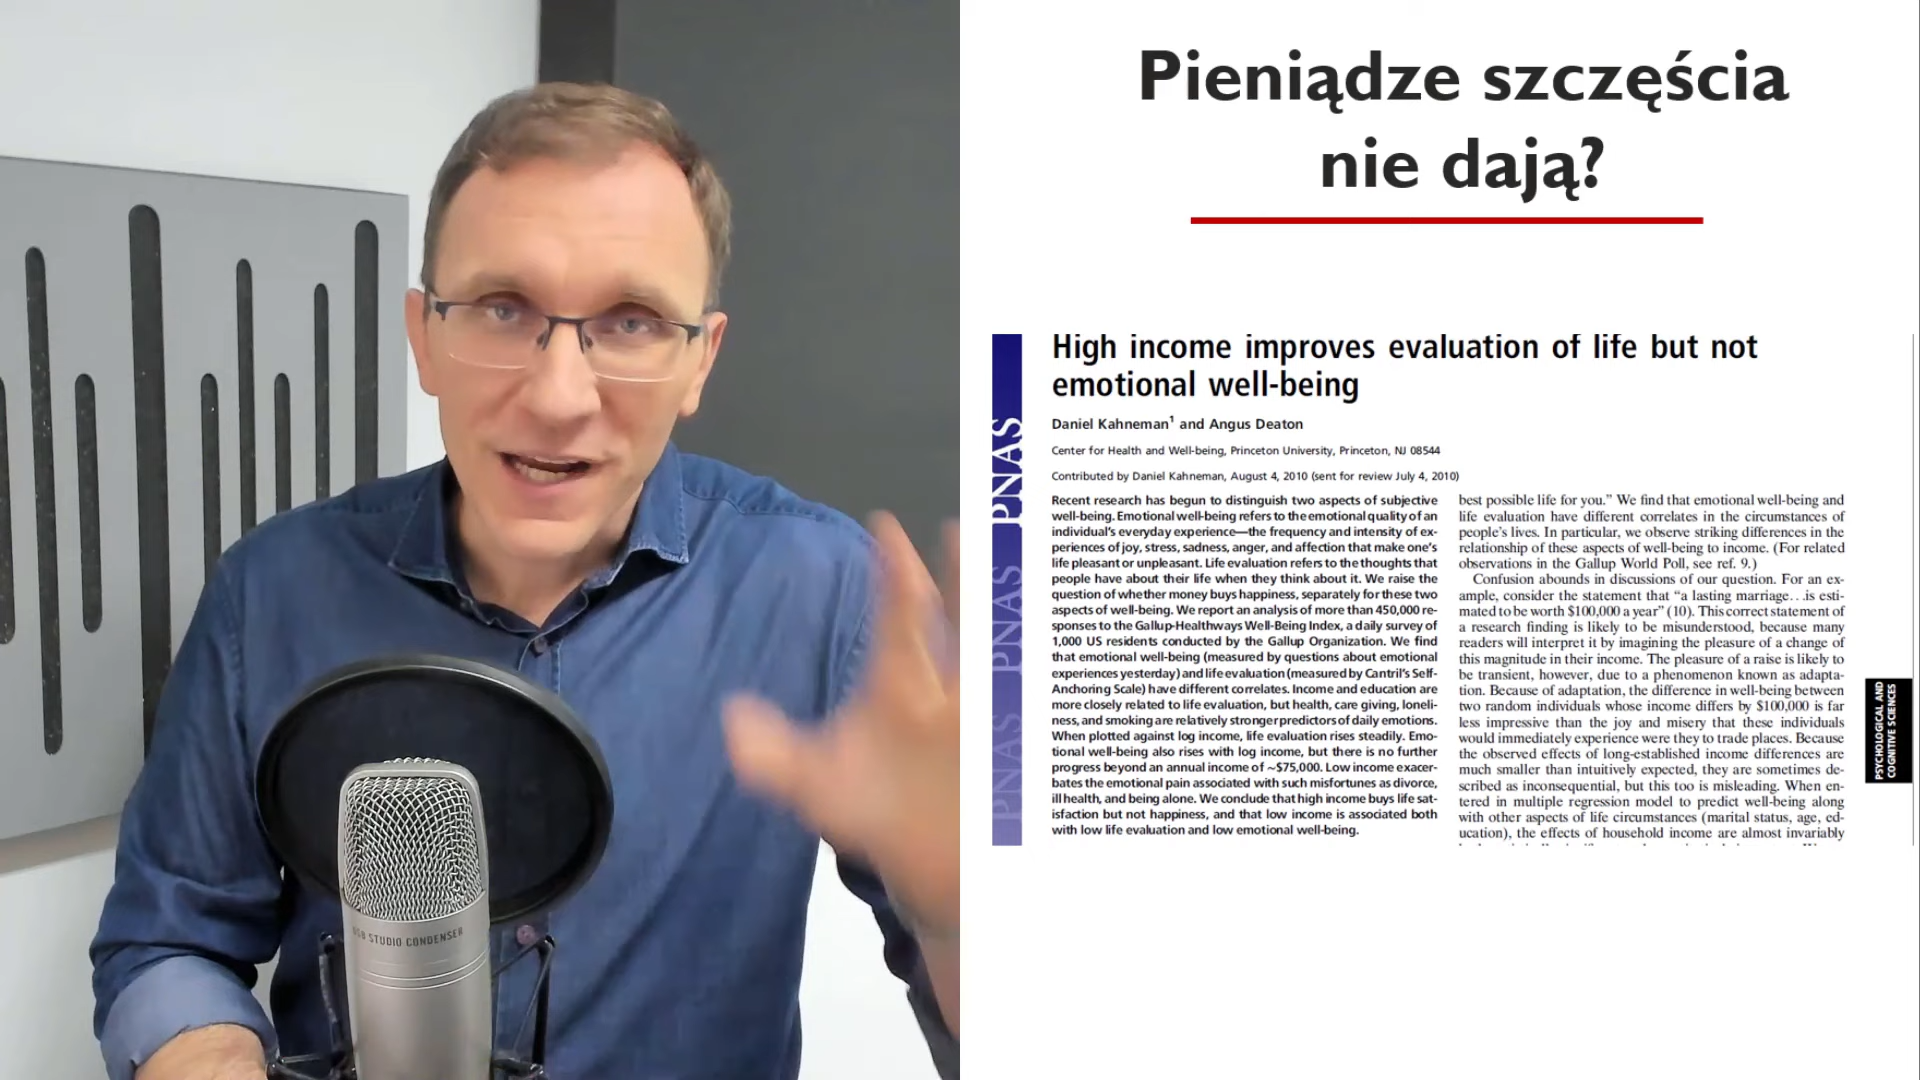 Pieniądze szczęścia
nie dają?
High income improves evaluation of life but not
emotional well-being
Daniel Kahneman¹ and Angus Deaton
Center for Health and Well-being, Princeton University, Princeton, NJ 08544
Contributed by Daniel Kahneman, August 4, 2010 (sent for review July 4, 2010)
Recent research has begun to distinguish two aspects of subjective
well-being. Emotional well-being refers to the emotional quality of an
individual's everyday experience—the frequency and intensity of ex-
periences of joy, stress, sadness, anger, and affection that make one's
life pleasant or unpleasant. Life evaluation refers to the thoughts that
people have about their life when they think about it. We raise the
question of whether money buys happiness, separately for these two
aspects of well-being. We report an analysis of more than 450,000 re-
sponses to the Gallup-Healthways Well-Being Index, a daily survey of
1,000 US residents conducted by the Gallup Organization. We find
that emotional well-being (measured by questions about emotional
experiences yesterday) and life evaluation (measured by Cantril's Self-
Anchoring Scale) have different correlates. Income and education are
more closely related to life evaluation, but health, care giving, loneli-
ness, and smoking are relatively stronger predictors of daily emotions.
When plotted against log income, life evaluation rises steadily. Emo-
tional well-being also rises with log income, but there is no further
progress beyond an annual income of ~$75,000. Low income exacer-
bates the emotional pain associated with such misfortunes as divorce,
ill health, and being alone. We conclude that high income buys life sat-
isfaction but not happiness, and that low income is associated both
with low life evaluation and low emotional well-being.
best possible life for you." We find that emotional well-being and
life evaluation have different correlates in the circumstances of
people's lives. In particular, we observe striking differences in the
relationship of these aspects of well-being to income. (For related
observations in the Gallup World Poll, see ref. 9.)
Confusion abounds in discussions of our question. For an ex-
ample, consider the statement that "a lasting marriage. . .is esti-
mated to be worth $100,000 a year" (10). This correct statement of
a research finding is likely to be misunderstood, because many
readers will interpret it by imagining the pleasure of a change of
this magnitude in their income. The pleasure of a raise is likely to
be transient, however, due to a phenomenon known as adapta-
tion. Because of adaptation, the difference in well-being between
two random individuals whose income differs by $100,000 is far
less impressive than the joy and misery that these individuals
would immediately experience were they to trade places. Because
the observed effects of long-established income differences are
much smaller than intuitively expected, they are sometimes de-
scribed as inconsequential, but this too is misleading. When en-
tered in multiple regression model to predict well-being along
with other aspects of life circumstances (marital status, age, ed-
ucation), the effects of household income are almost invariably
PNAS PNAS PNAS
PSYCHOLOGICAL AND
COGNITIVE SCIENCES
USB STUDIO CONDENSER